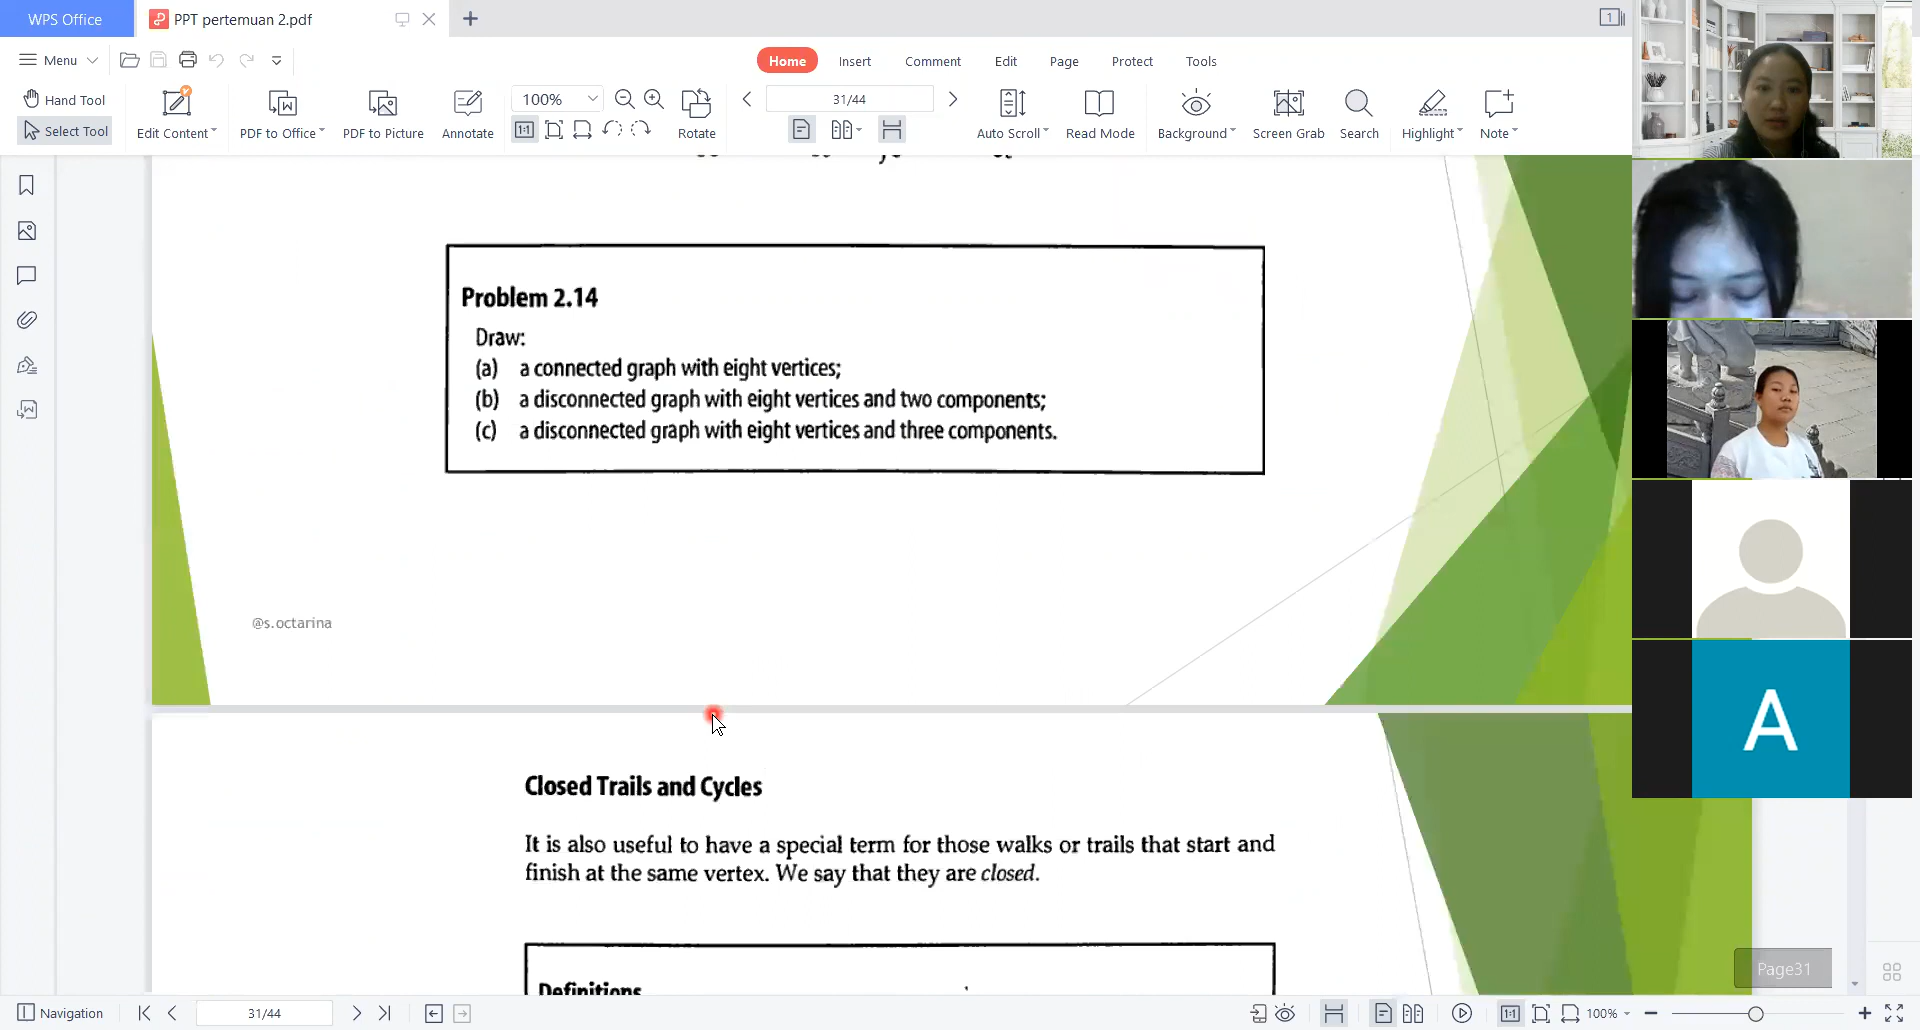 WPS Office
PPT pertemuan 2.pdf
Menu
Home
Insert
Comment
Edit
Page
Protect
Tools
Hand Tool
Select Tool
Edit Content
PDF to Office
PDF to Picture
Annotate
100%
Rotate
31/44
Auto Scroll
Read Mode
Background
Screen Grab
Search
Highlight
Note
Problem 2.14
Draw:
(a) a connected graph with eight vertices;
(b) a disconnected graph with eight vertices and two components;
(c) a disconnected graph with eight vertices and three components.
@s.octarina
A
Closed Trails and Cycles
It is also useful to have a special term for those walks or trails that start and
finish at the same vertex. We say that they are closed.
Definitions
Page31
Navigation
31/44
100%